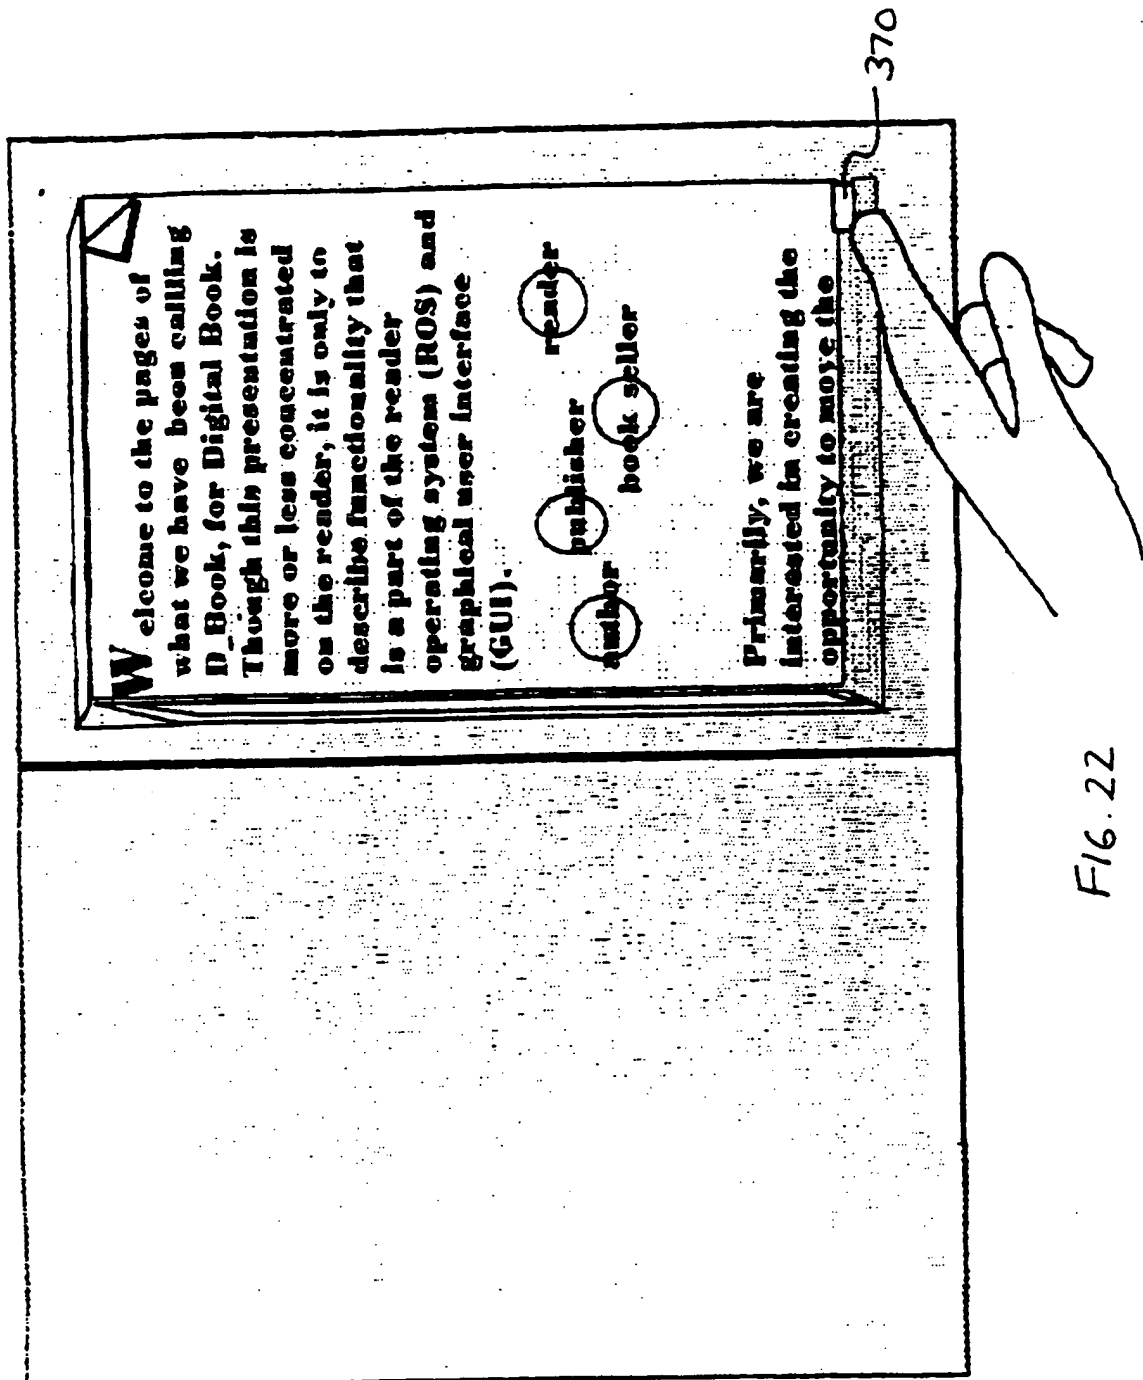 Welcome to the pages of
what we have been callling
D_Book, for Digital Book.
Though this presentation is
more or less concentrated
on the reader, it is only to
describe functionality that
is a part of the reader
operating system (ROS) and
graphical user interface
(GUI).
author
publisher
book seller
reader
Primarily, we are
interested in creating the
opportunity to move the
370
FIG. 22